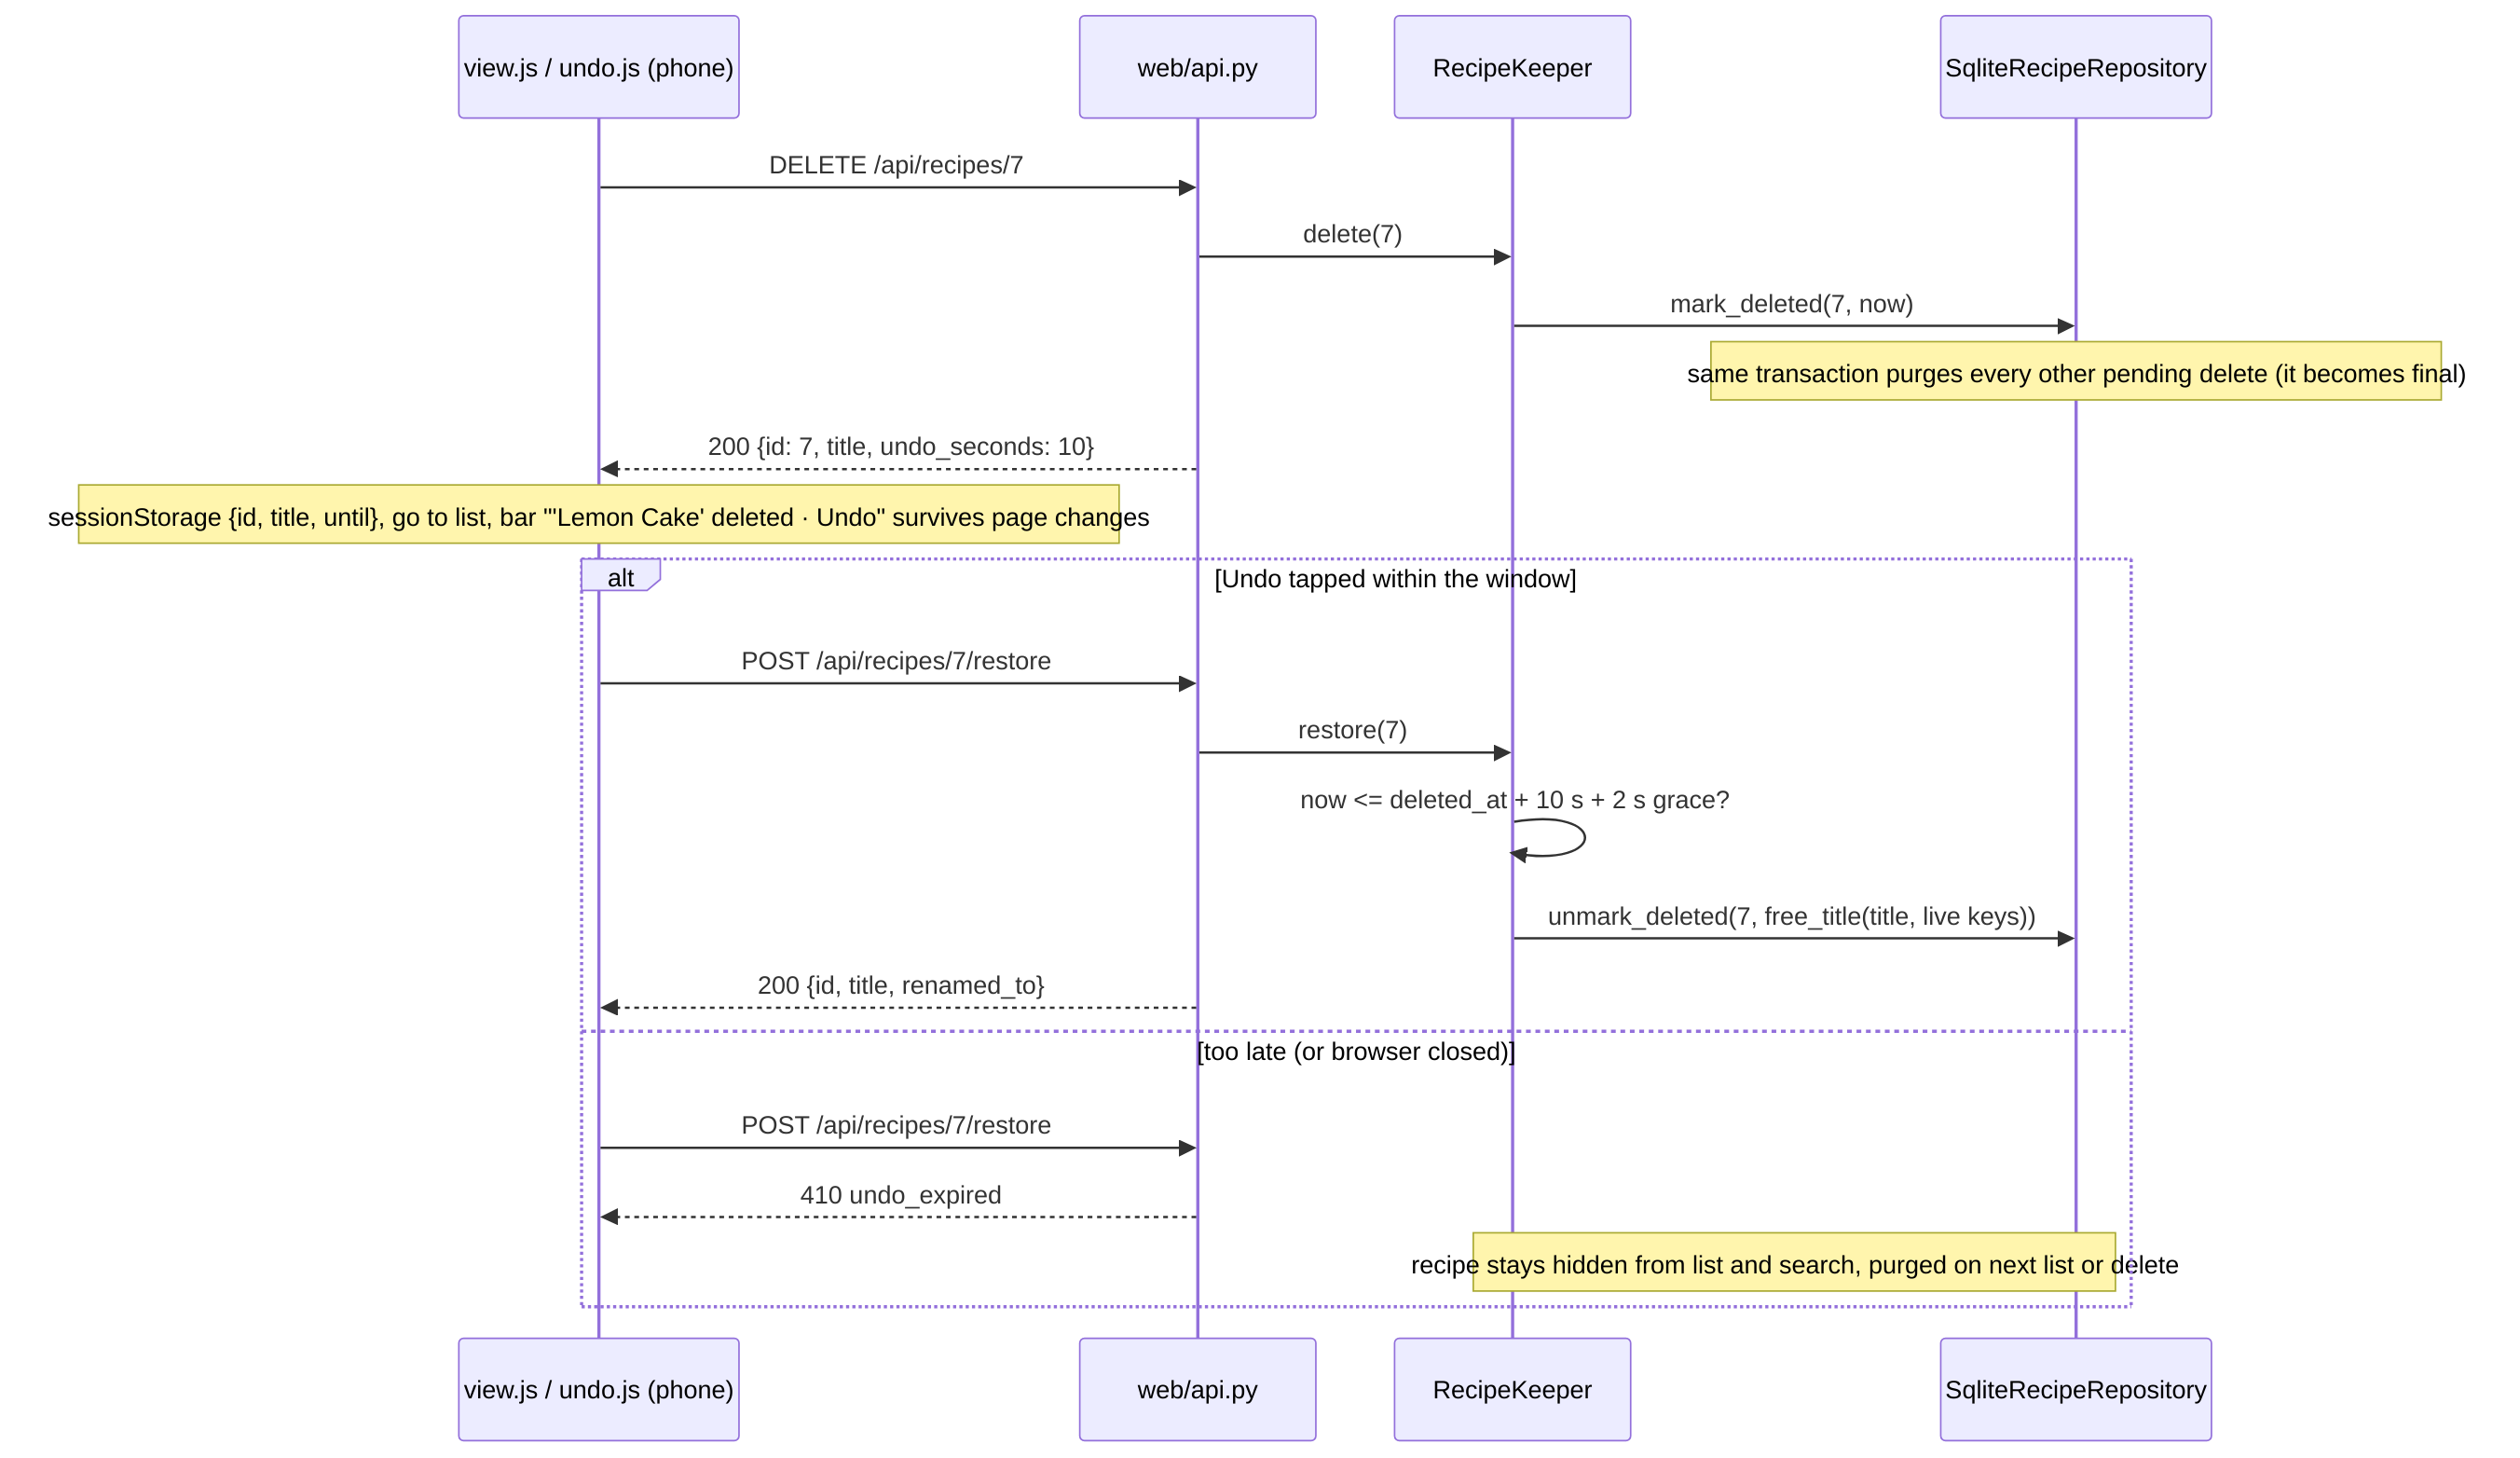 view.js / undo.js (phone)
web/api.py
RecipeKeeper
SqliteRecipeRepository
DELETE /api/recipes/7
delete(7)
mark_deleted(7, now)
same transaction purges every other pending delete (it becomes final)
200 {id: 7, title, undo_seconds: 10}
sessionStorage {id, title, until}, go to list, bar "'Lemon Cake' deleted · Undo" survives page changes
alt
[Undo tapped within the window]
POST /api/recipes/7/restore
restore(7)
now <= deleted_at + 10 s + 2 s grace?
unmark_deleted(7, free_title(title, live keys))
200 {id, title, renamed_to}
[too late (or browser closed)]
POST /api/recipes/7/restore
410 undo_expired
recipe stays hidden from list and search, purged on next list or delete
view.js / undo.js (phone)
web/api.py
RecipeKeeper
SqliteRecipeRepository